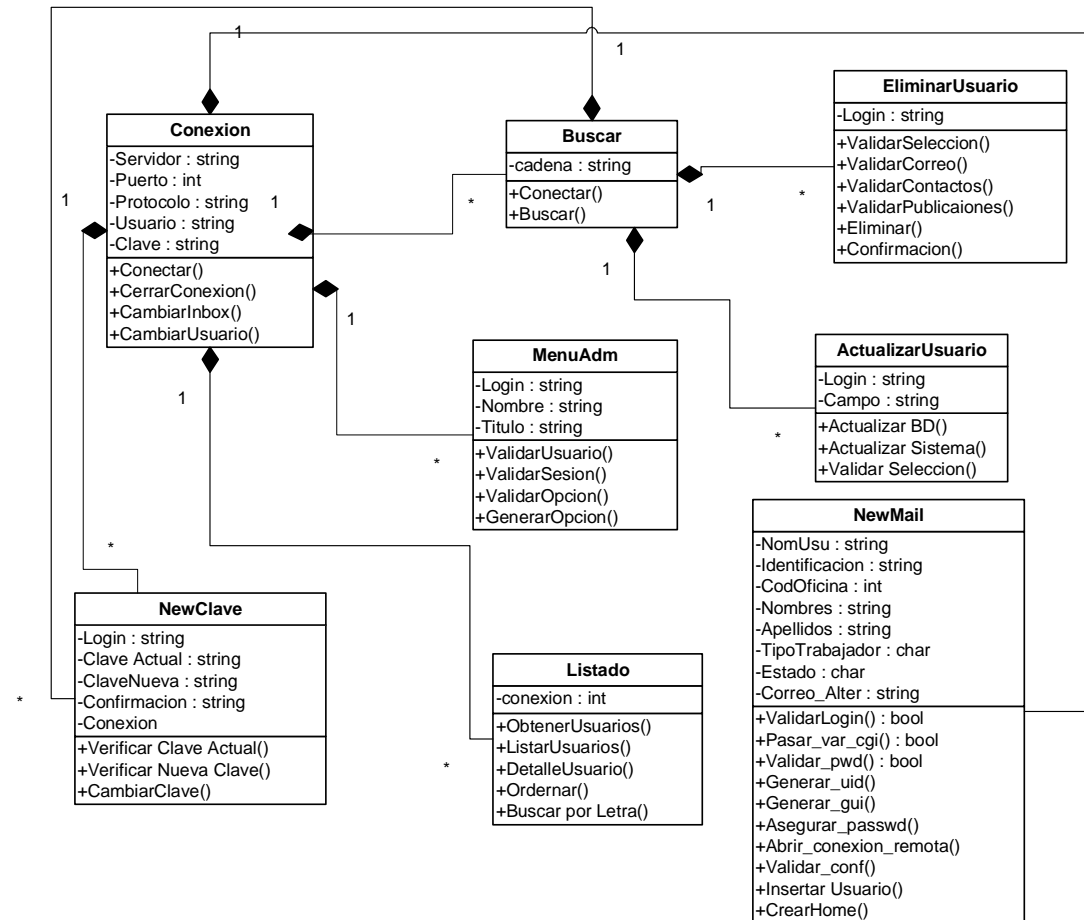 1
1
Conexion
-Servidor : string
-Puerto : int
-Protocolo : string
-Usuario : string
-Clave : string
+Conectar()
+CerrarConexion()
+CambiarInbox()
+CambiarUsuario()
1
1
*
1
1
Buscar
-cadena : string
+Conectar()
+Buscar()
1
*
1
EliminarUsuario
-Login : string
+ValidarSeleccion()
+ValidarCorreo()
+ValidarContactos()
+ValidarPublicaiones()
+Eliminar()
+Confirmacion()
MenuAdm
-Login : string
-Nombre : string
-Titulo : string
+ValidarUsuario()
+ValidarSesion()
+ValidarOpcion()
+GenerarOpcion()
*
ActualizarUsuario
-Login : string
-Campo : string
+Actualizar BD()
+Actualizar Sistema()
+Validar Seleccion()
*
*
NewClave
-Login : string
-Clave Actual : string
-ClaveNueva : string
-Confirmacion : string
-Conexion
+Verificar Clave Actual()
+Verificar Nueva Clave()
+CambiarClave()
*
Listado
-conexion : int
+ObtenerUsuarios()
+ListarUsuarios()
+DetalleUsuario()
+Ordernar()
+Buscar por Letra()
*
NewMail
-NomUsu : string
-Identificacion : string
-CodOficina : int
-Nombres : string
-Apellidos : string
-TipoTrabajador : char
-Estado : char
-Correo_Alter : string
+ValidarLogin() : bool
+Pasar_var_cgi() : bool
+Validar_pwd() : bool
+Generar_uid()
+Generar_gui()
+Asegurar_passwd()
+Abrir_conexion_remota()
+Validar_conf()
+Insertar Usuario()
+CrearHome()